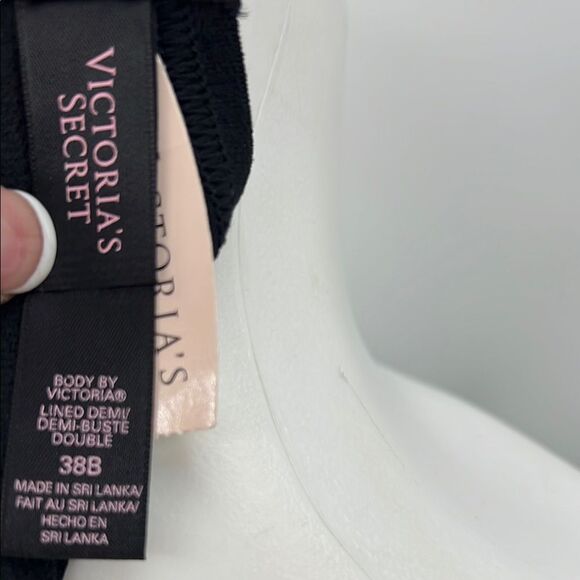 VICTORIA'S
SECRET
STORIA'S
BODY BY
VICTORIA®
LINED DEMI/
DEMI-BUSTE
DOUBLE
38B
MADE IN SRI LANKA/
FAIT AU SRI LANKA/
HECHO EN
SRI LANKA